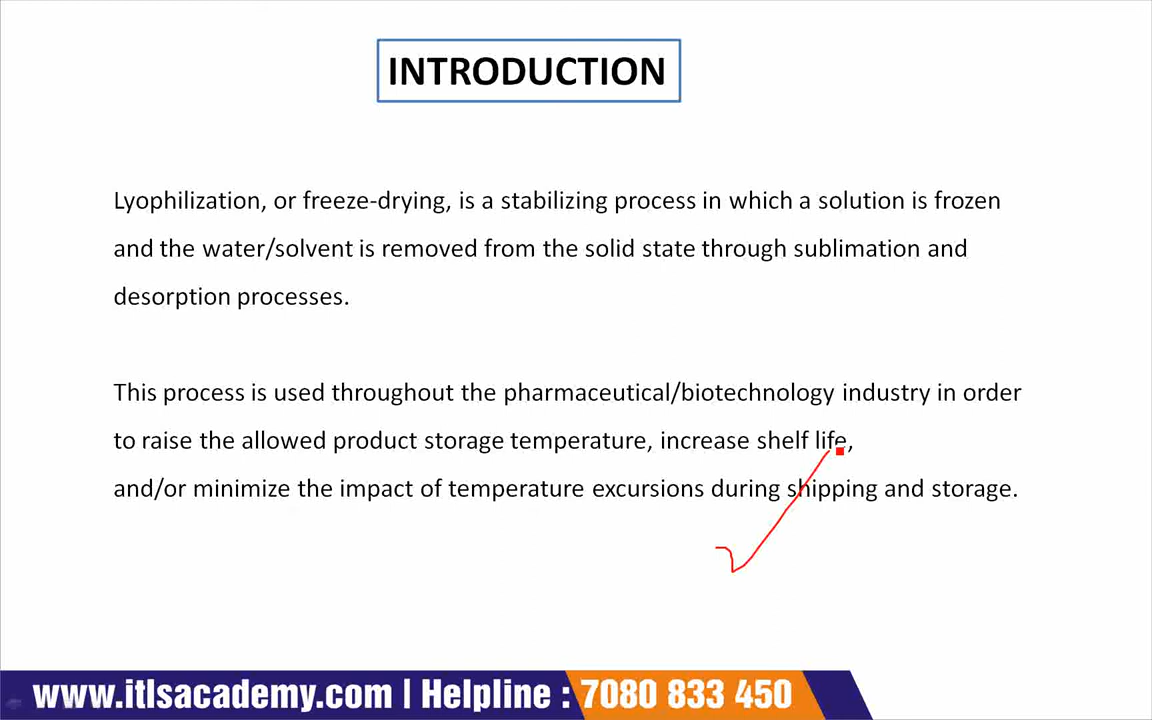 INTRODUCTION
Lyophilization, or freeze-drying, is a stabilizing process in which a solution is frozen
and the water/solvent is removed from the solid state through sublimation and
desorption processes.
This process is used throughout the pharmaceutical/biotechnology industry in order
to raise the allowed product storage temperature, increase shelf life,
and/or minimize the impact of temperature excursions during shipping and storage.
www.itlsacademy.com | Helpline : 7080 833 450